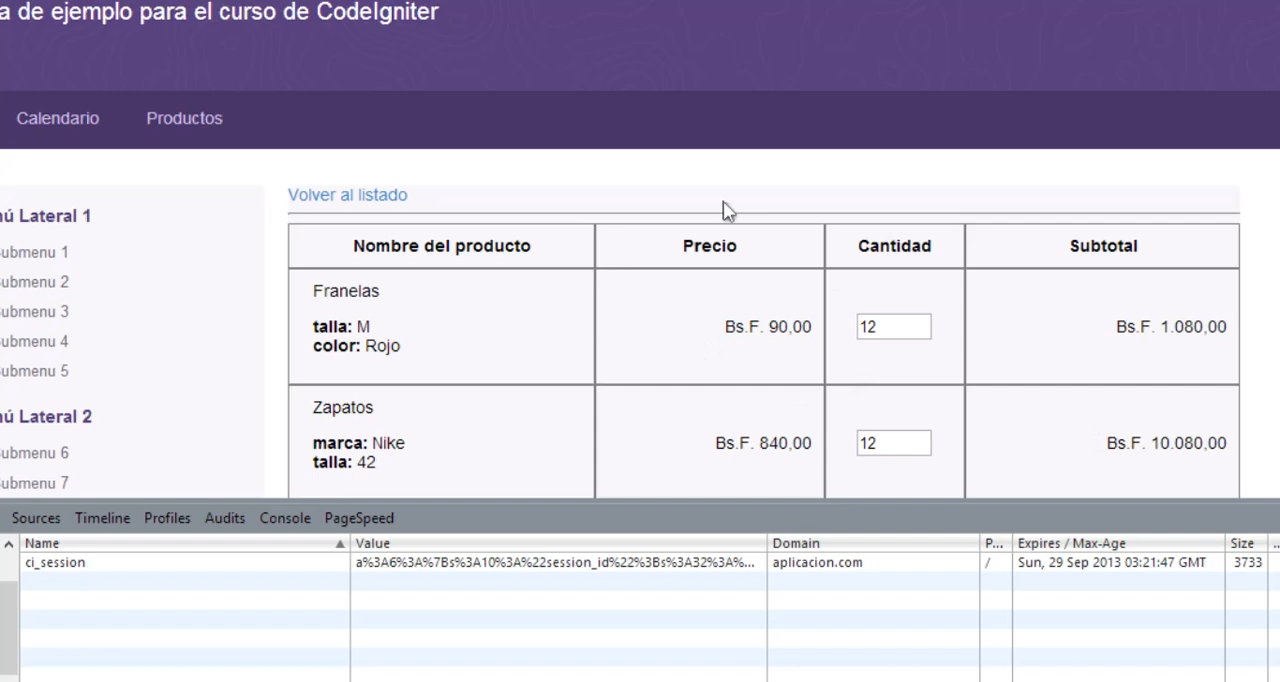 a de ejemplo para el curso de CodeIgniter
Calendario Productos
ú Lateral 1
ubmenu 1
ubmenu 2
ubmenu 3
ubmenu 4
ubmenu 5
ú Lateral 2
ubmenu 6
ubmenu 7
Volver al listado
Nombre del producto Precio Cantidad Subtotal
Franelas
talla: M
color: Rojo
Bs.F. 90,00 12 Bs.F. 1.080,00
Zapatos
marca: Nike
talla: 42
Bs.F. 840,00 12 Bs.F. 10.080,00
Sources Timeline Profiles Audits Console PageSpeed
Name Value Domain P... Expires / Max-Age Size ...
ci_session a%3A6%3A%7Bs%3A10%3A%22session_id%22%3Bs%3A32%3A%... aplicacion.com / Sun, 29 Sep 2013 03:21:47 GMT 3733